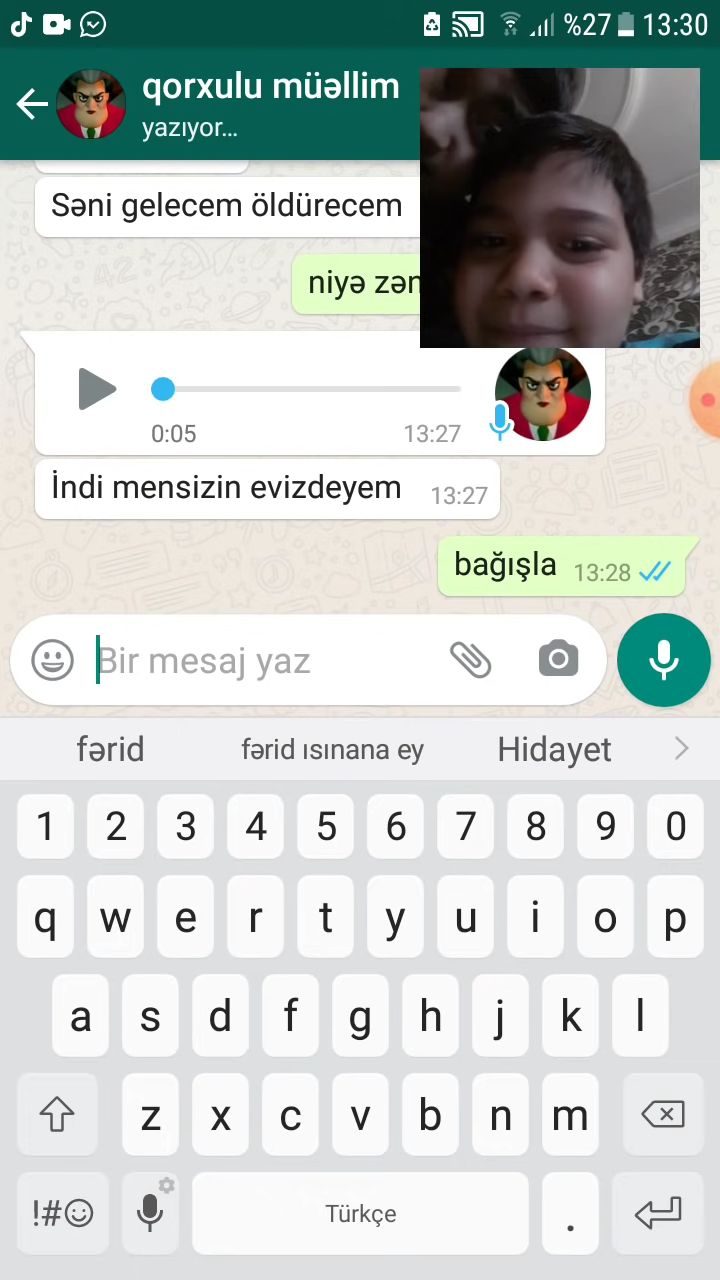 %27 13:30
qorxulu müəllim
yazıyor...
Səni gelecem öldürecem
niyə
0:05 13:27
İndi mensizin evizdeyem 13:27
bağışla 13:28
Bir mesaj yaz
fərid fərid ısınana ey Hidayet
1 2 3 4 5 6 7 8 9 0
q w e r t y u i o p
a s d f g h j k l
z x c v b n m
!#☺ Türkçe .